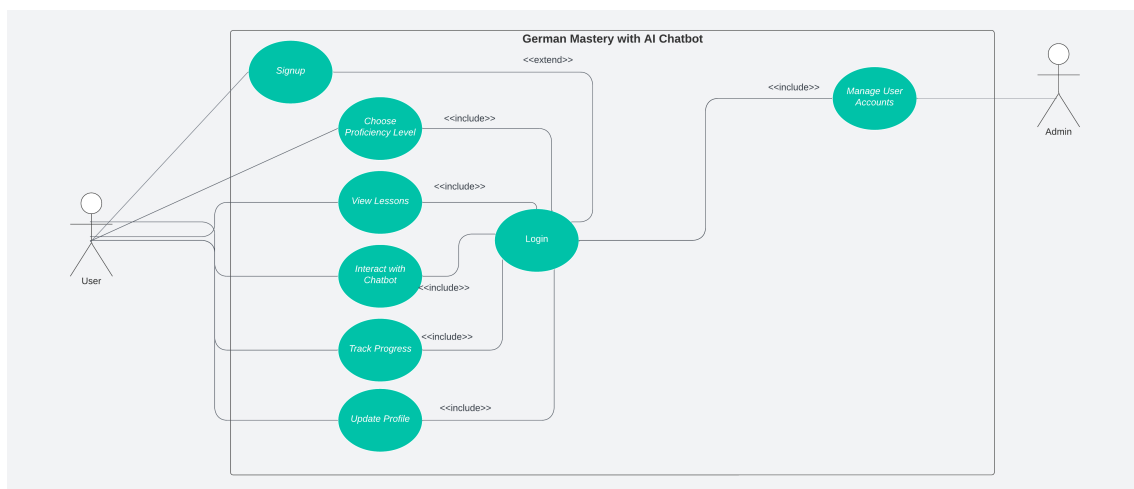 German Mastery with AI Chatbot
<<extend>>
Signup
<<include>>
Manage User
Accounts
Admin
Choose
Proficiency Level
<<include>>
<<include>>
View Lessons
Login
User
Interact with
Chatbot
<<include>>
<<include>>
Track Progress
<<include>>
Update Profile